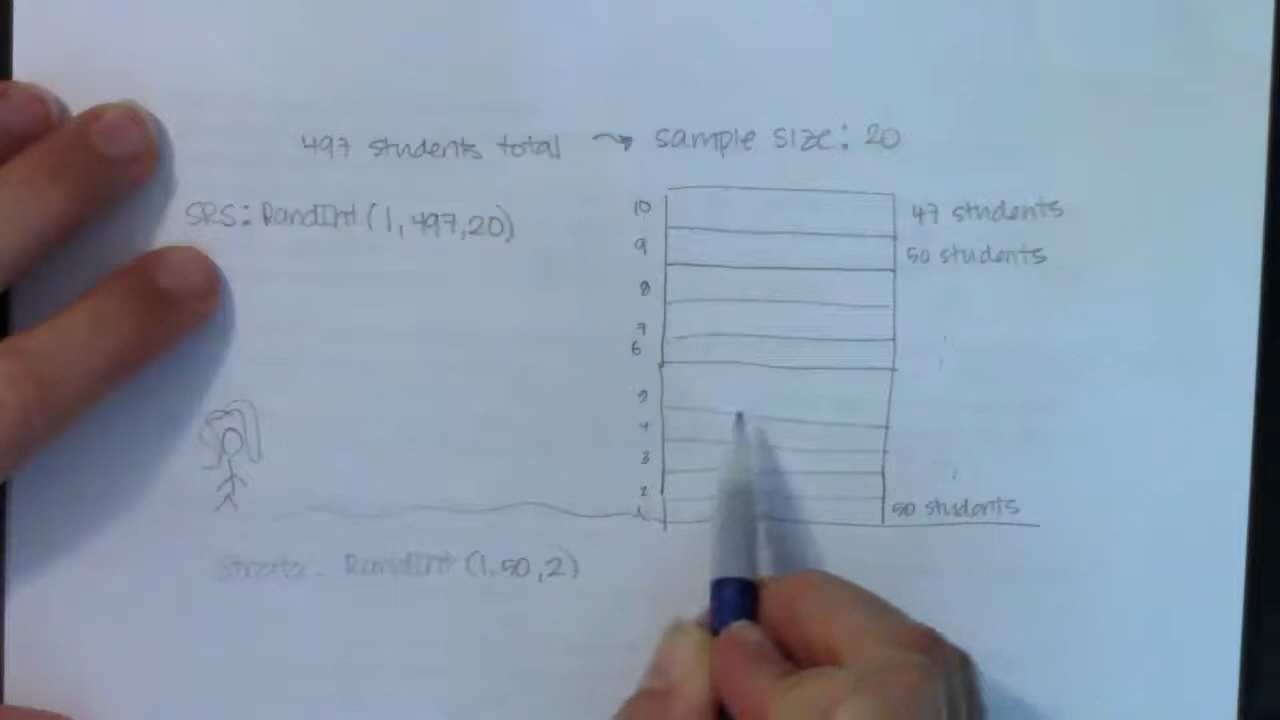 497 students total → sample size: 20
SRS: RandInt (1, 497, 20)
10
47 students
9
50 students
8
7
6
5
4
3
2
1
50 students
Strata - RandInt (1, 50, 2)